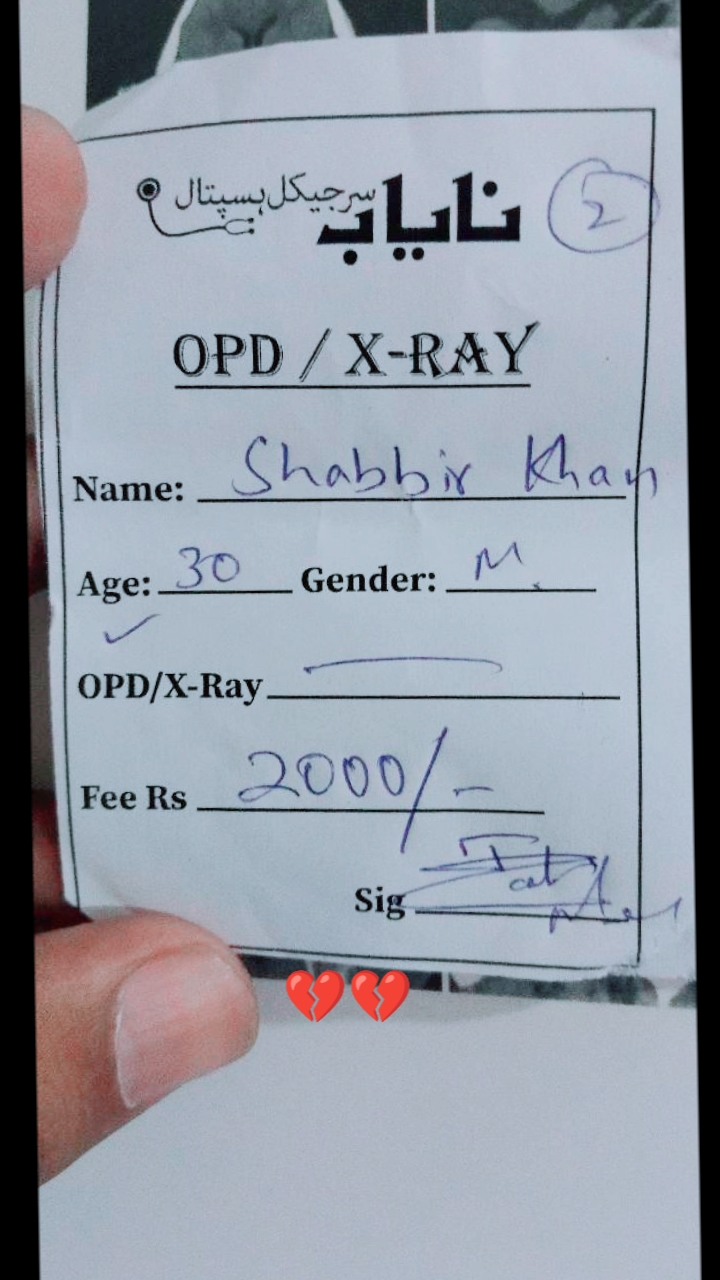 نایاب سرجیکل ہسپتال
2
OPD / X-RAY
Name: Shabbir Khan
Age: 30 Gender: M.
OPD/X-Ray
Fee Rs 2000/-
Sig